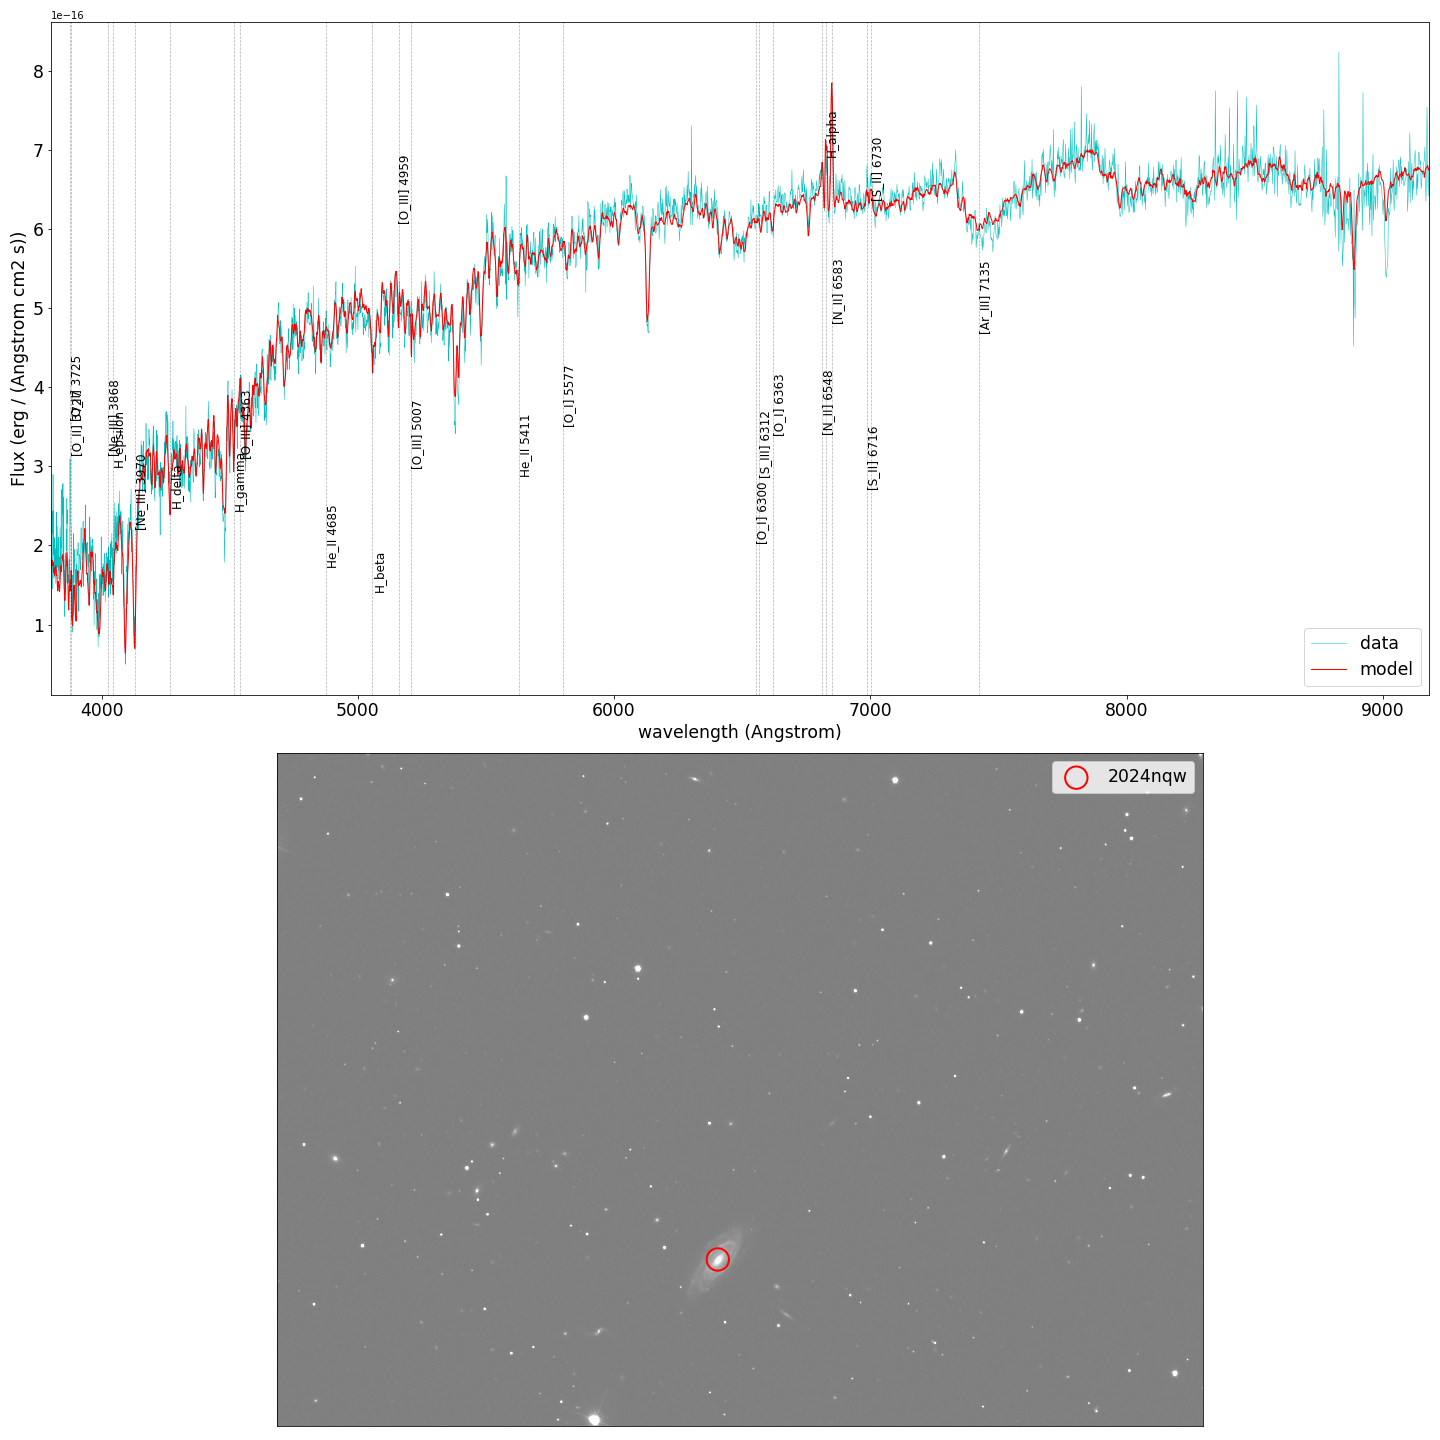 1e−16
Flux (erg / (Angstrom cm2 s))
8
7
6
5
4
3
2
1
[O_II] 3725
[O_II] 3727
[Ne_III] 3868
H_epsilon
[Ne_III] 3970
H_delta
H_gamma
[O_III] 4363
He_II 4685
H_beta
[O_III] 4959
[O_III] 5007
He_II 5411
[O_I] 5577
[O_I] 6300
[S_III] 6312
[O_I] 6363
[N_II] 6548
H_alpha
[N_II] 6583
[S_II] 6716
[S_II] 6730
[Ar_III] 7135
data
model
4000 5000 6000 7000 8000 9000
wavelength (Angstrom)
2024nqw